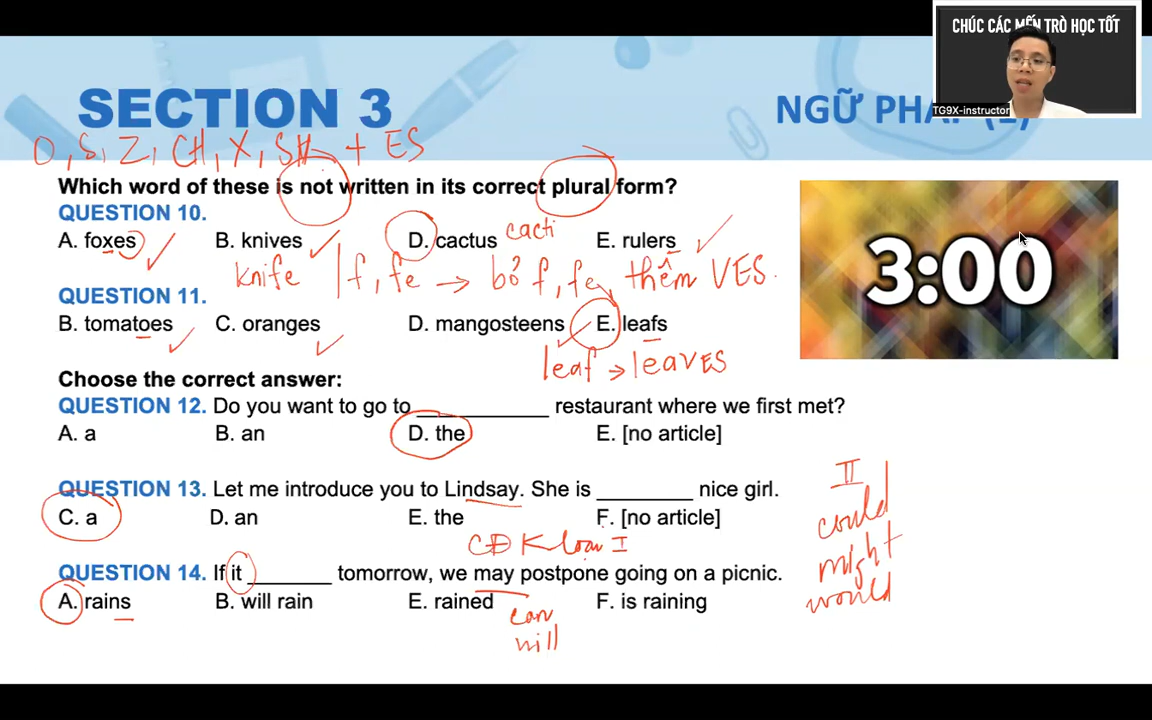 CHÚC CÁC MẾN TRÒ HỌC TỐT
TG9X-instructor
SECTION 3
NGỮ PHÁP (1)
O, S, Z, CH, X, SH + ES
Which word of these is not written in its correct plural form?
QUESTION 10.
A. foxes B. knives D. cactus cacti E. rulers
knife | f, fe → bỏ f, fe, thêm VES.
QUESTION 11.
B. tomatoes C. oranges D. mangosteens E. leafs
leaf → leaVES
Choose the correct answer:
QUESTION 12. Do you want to go to ____________ restaurant where we first met?
A. a B. an D. the E. [no article]
QUESTION 13. Let me introduce you to Lindsay. She is ________ nice girl.
C. a D. an E. the F. [no article]
CĐK loại I
QUESTION 14. If it _______ tomorrow, we may postpone going on a picnic.
A. rains B. will rain E. rained F. is raining
can
will
II
could
might
would
3:00